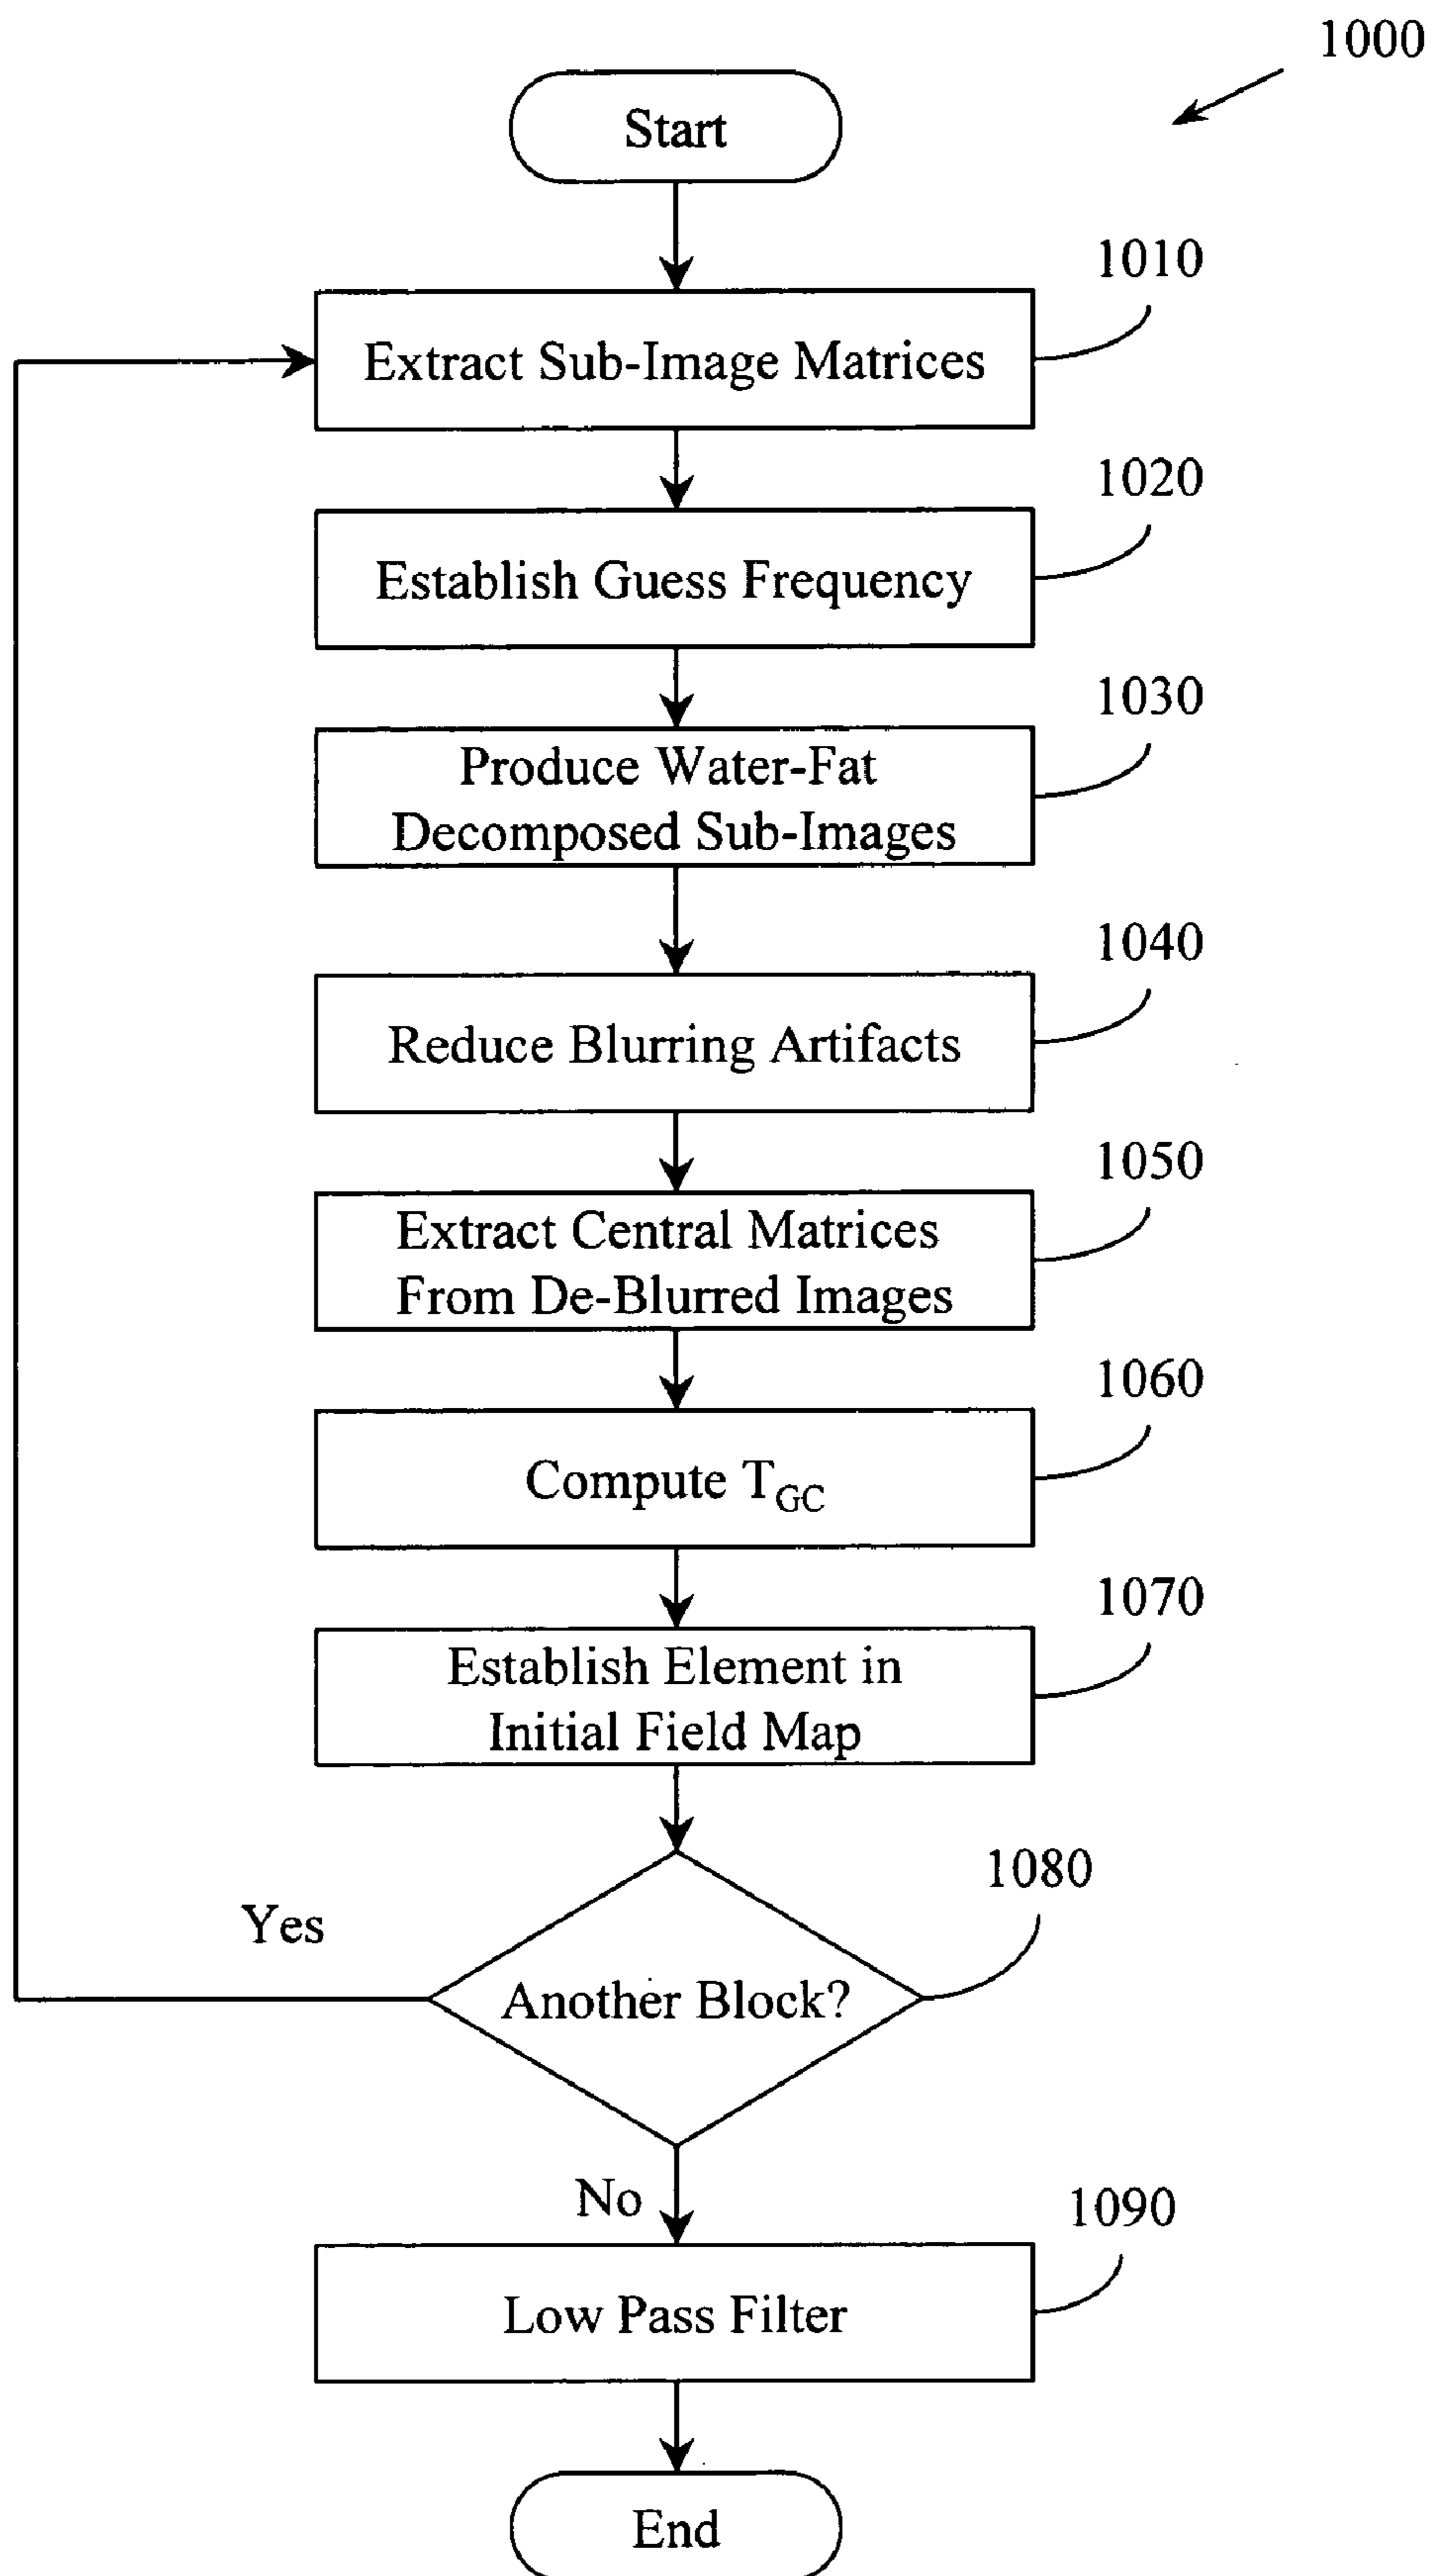 1000
Start
1010
Extract Sub-Image Matrices
1020
Establish Guess Frequency
1030
Produce Water-Fat
Decomposed Sub-Images
1040
Reduce Blurring Artifacts
1050
Extract Central Matrices
From De-Blurred Images
1060
Compute T_GC
1070
Establish Element in
Initial Field Map
1080
Yes
Another Block?
No
1090
Low Pass Filter
End